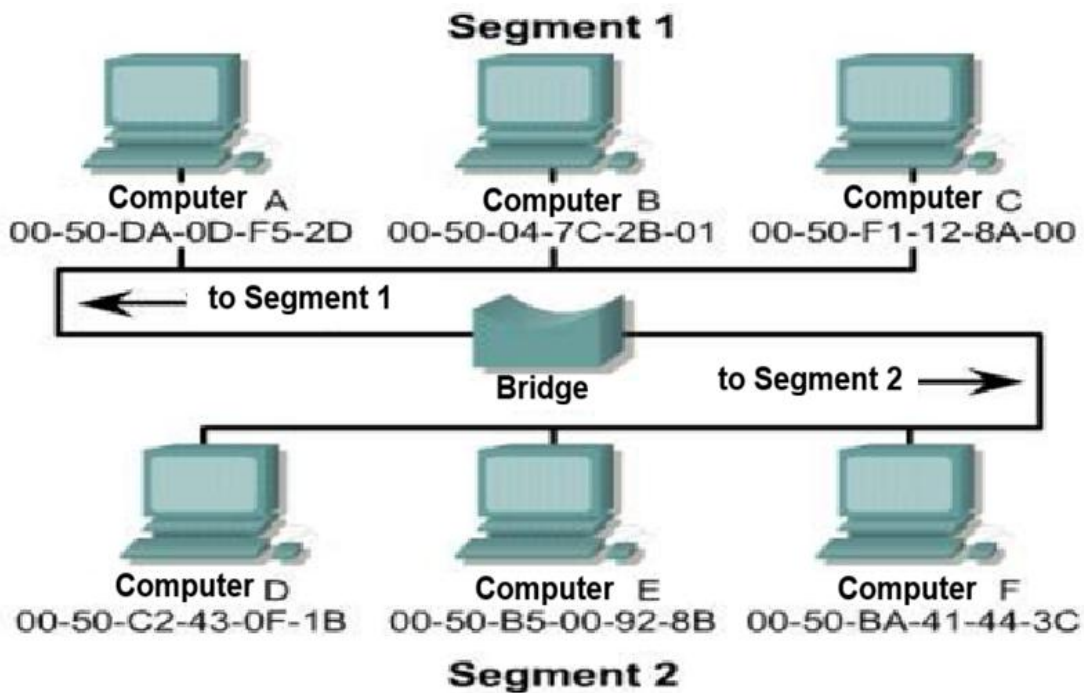 Segment 1
Computer A Computer B Computer C
00-50-DA-0D-F5-2D 00-50-04-7C-2B-01 00-50-F1-12-8A-00
to Segment 1
Bridge to Segment 2
Computer D Computer E Computer F
00-50-C2-43-0F-1B 00-50-B5-00-92-8B 00-50-BA-41-44-3C
Segment 2